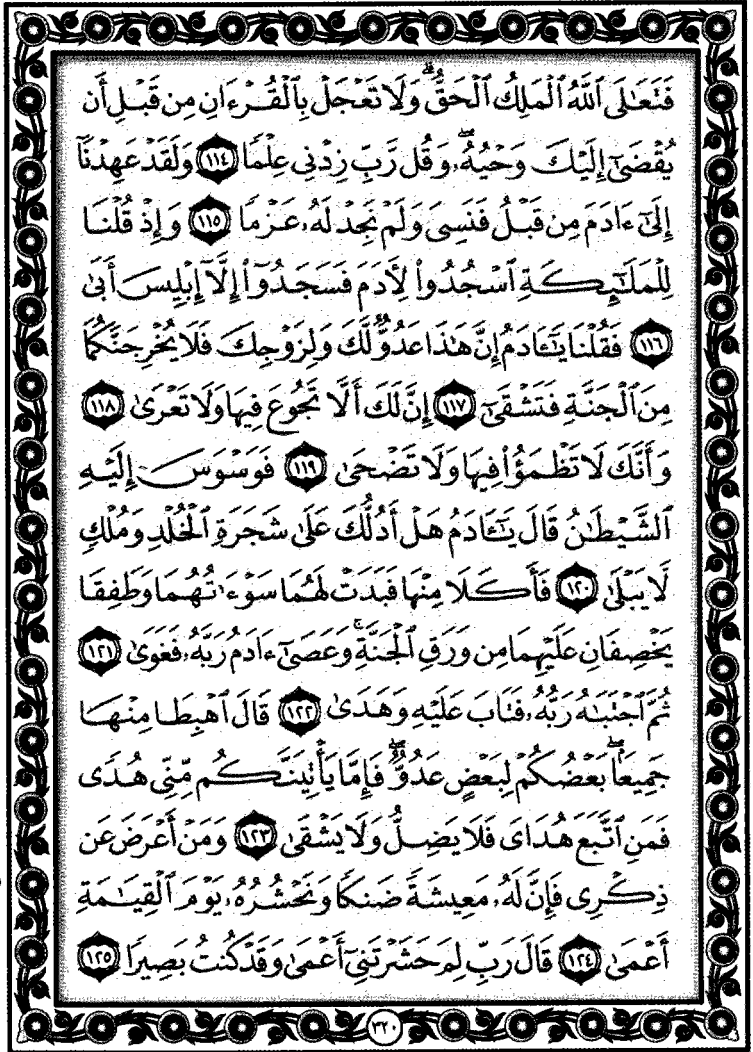 فَتَعَٰلَى ٱللَّهُ ٱلْمَلِكُ ٱلْحَقُّ ۗ وَلَا تَعْجَلْ بِٱلْقُرْءَانِ مِن قَبْلِ أَن
يُقْضَىٰٓ إِلَيْكَ وَحْيُهُۥ ۖ وَقُل رَّبِّ زِدْنِى عِلْمًا ﴿١١٤﴾ وَلَقَدْ عَهِدْنَآ
إِلَىٰٓ ءَادَمَ مِن قَبْلُ فَنَسِىَ وَلَمْ نَجِدْ لَهُۥ عَزْمًا ﴿١١٥﴾ وَإِذْ قُلْنَا
لِلْمَلَٰٓئِكَةِ ٱسْجُدُوا۟ لِأٓدَمَ فَسَجَدُوٓا۟ إِلَّآ إِبْلِيسَ أَبَىٰ
﴿١١٦﴾ فَقُلْنَا يَٰٓـَٔادَمُ إِنَّ هَٰذَا عَدُوٌّ لَّكَ وَلِزَوْجِكَ فَلَا يُخْرِجَنَّكُمَا
مِنَ ٱلْجَنَّةِ فَتَشْقَىٰٓ ﴿١١٧﴾ إِنَّ لَكَ أَلَّا تَجُوعَ فِيهَا وَلَا تَعْرَىٰ ﴿١١٨﴾
وَأَنَّكَ لَا تَظْمَؤُا۟ فِيهَا وَلَا تَضْحَىٰ ﴿١١٩﴾ فَوَسْوَسَ إِلَيْهِ
ٱلشَّيْطَٰنُ قَالَ يَٰٓـَٔادَمُ هَلْ أَدُلُّكَ عَلَىٰ شَجَرَةِ ٱلْخُلْدِ وَمُلْكٍ
لَّا يَبْلَىٰ ﴿١٢٠﴾ فَأَكَلَا مِنْهَا فَبَدَتْ لَهُمَا سَوْءَٰتُهُمَا وَطَفِقَا
يَخْصِفَانِ عَلَيْهِمَا مِن وَرَقِ ٱلْجَنَّةِ ۚ وَعَصَىٰٓ ءَادَمُ رَبَّهُۥ فَغَوَىٰ ﴿١٢١﴾
ثُمَّ ٱجْتَبَٰهُ رَبُّهُۥ فَتَابَ عَلَيْهِ وَهَدَىٰ ﴿١٢٢﴾ قَالَ ٱهْبِطَا مِنْهَا
جَمِيعًۢا ۖ بَعْضُكُمْ لِبَعْضٍ عَدُوٌّ ۖ فَإِمَّا يَأْتِيَنَّكُم مِّنِّى هُدًى
فَمَنِ ٱتَّبَعَ هُدَاىَ فَلَا يَضِلُّ وَلَا يَشْقَىٰ ﴿١٢٣﴾ وَمَنْ أَعْرَضَ عَن
ذِكْرِى فَإِنَّ لَهُۥ مَعِيشَةً ضَنكًا وَنَحْشُرُهُۥ يَوْمَ ٱلْقِيَٰمَةِ
أَعْمَىٰ ﴿١٢٤﴾ قَالَ رَبِّ لِمَ حَشَرْتَنِىٓ أَعْمَىٰ وَقَدْ كُنتُ بَصِيرًا ﴿١٢٥﴾
٣٢٠